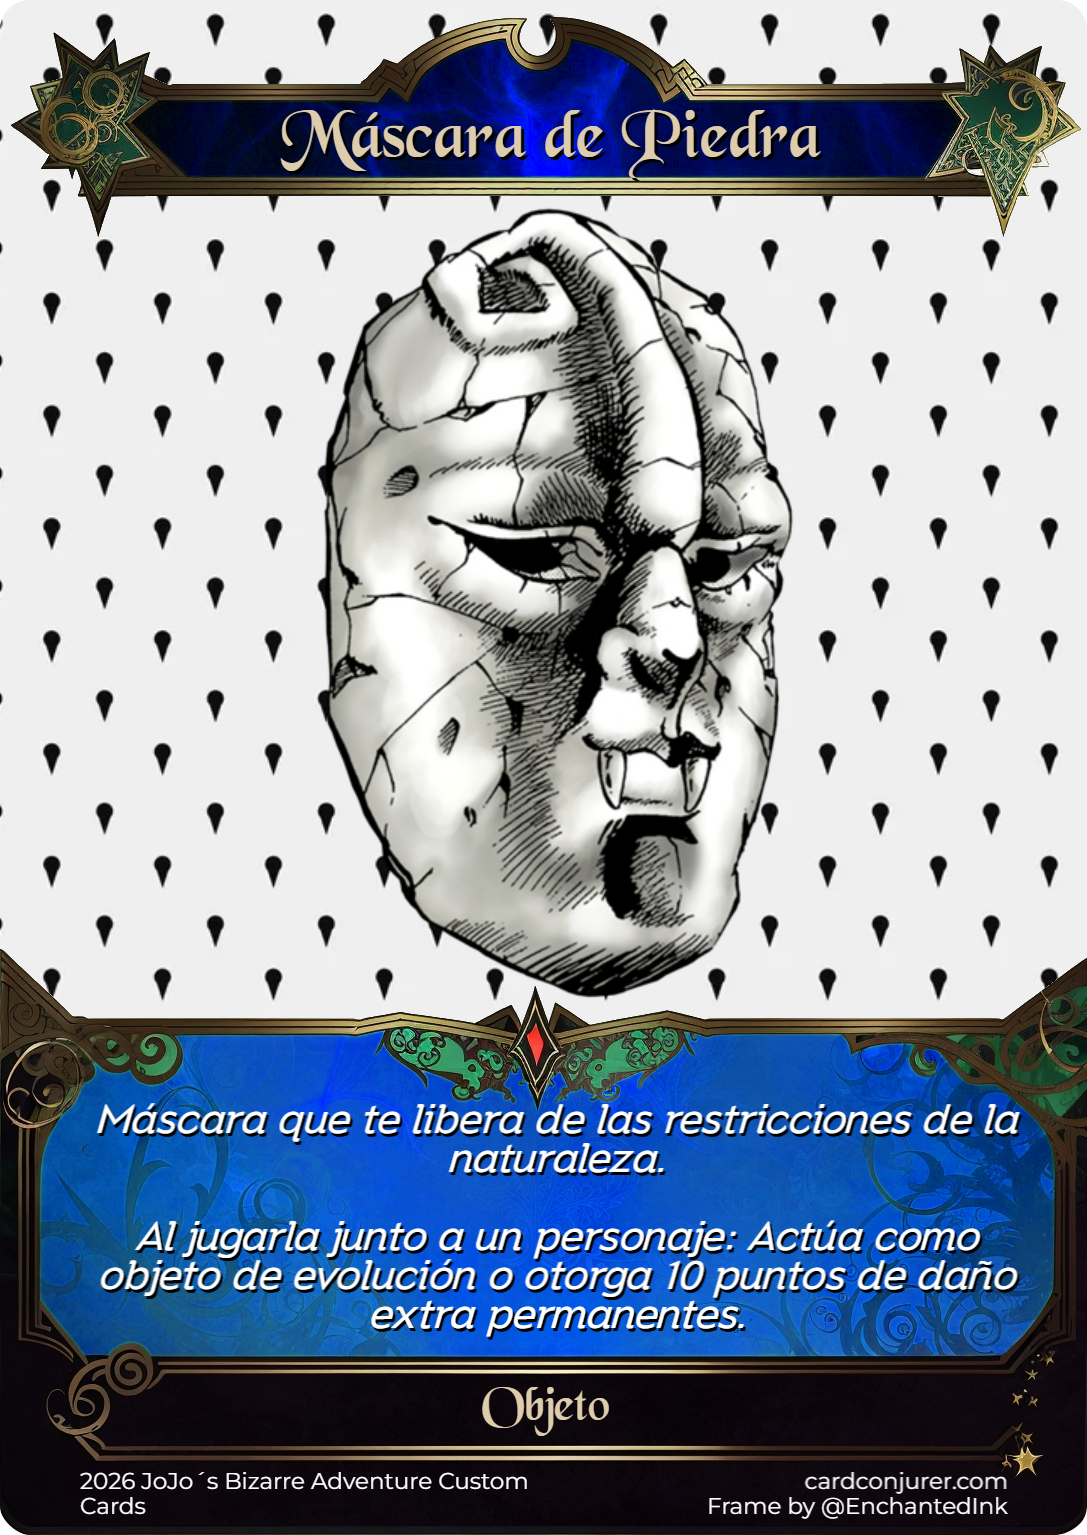 Máscara de Piedra
Máscara que te libera de las restricciones de la
naturaleza.
Al jugarla junto a un personaje: Actúa como
objeto de evolución o otorga 10 puntos de daño
extra permanentes.
Objeto
2026 JoJo´s Bizarre Adventure Custom
Cards
cardconjurer.com
Frame by @EnchantedInk